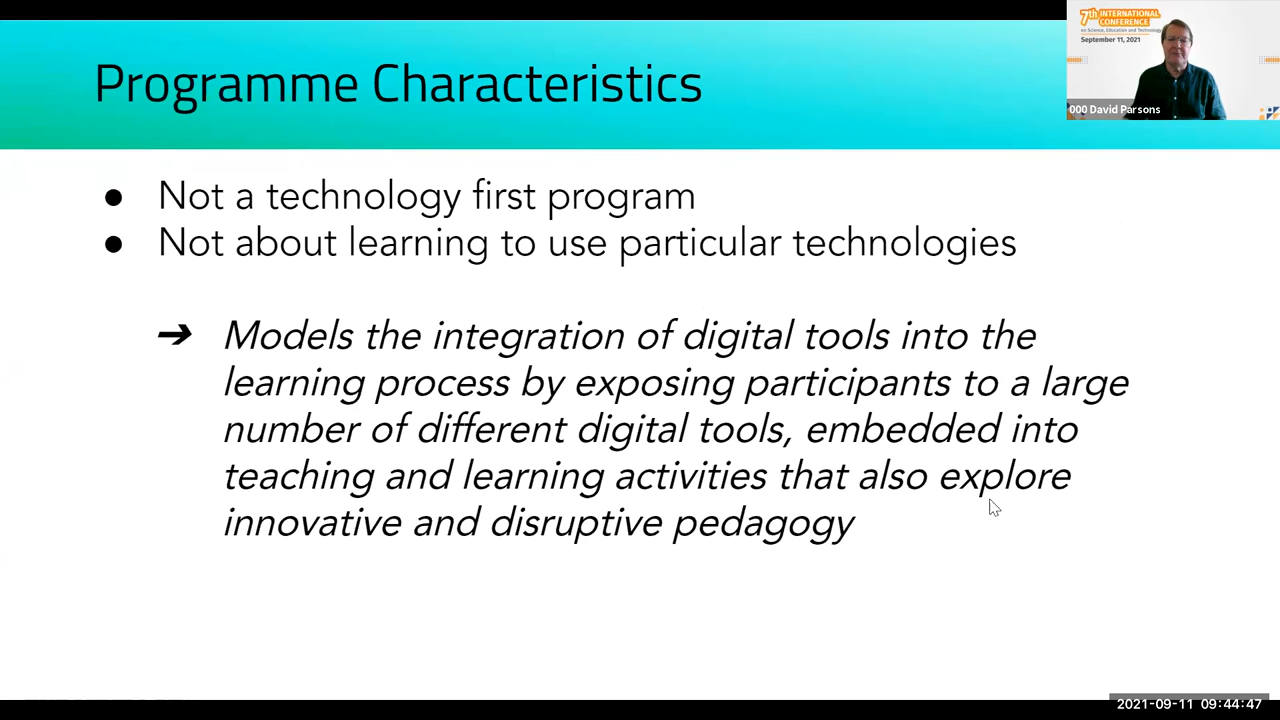 Programme Characteristics
7th INTERNATIONAL
CONFERENCE
on Science, Education and Technology
September 11, 2021
000 David Parsons
● Not a technology first program
● Not about learning to use particular technologies
➔ Models the integration of digital tools into the
learning process by exposing participants to a large
number of different digital tools, embedded into
teaching and learning activities that also explore
innovative and disruptive pedagogy
2021-09-11 09:44:47